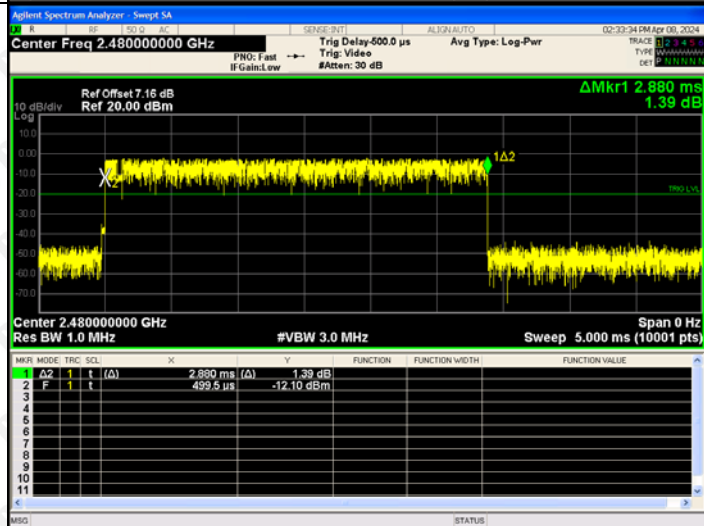 Agilent Spectrum Analyzer - Swept SA
R RF 50 Ω AC SENSE:INT ALIGN AUTO 02:33:34 PM Apr 08, 2024
Center Freq 2.480000000 GHz
PNO: Fast
IFGain:Low
Trig Delay-500.0 µs
Trig: Video
#Atten: 30 dB
Avg Type: Log-Pwr
TRACE 1 2 3 4 5 6
TYPE
DET P N N N N N
Ref Offset 7.16 dB
10 dB/div Ref 20.00 dBm
ΔMkr1 2.880 ms
1.39 dB
Log
10.0
0.00
-10.0
-20.0
-30.0
-40.0
-50.0
-60.0
-70.0
1Δ2
2
TRIG LVL
Center 2.480000000 GHz Span 0 Hz
Res BW 1.0 MHz #VBW 3.0 MHz Sweep 5.000 ms (10001 pts)
MKR MODE TRC SCL X Y FUNCTION FUNCTION WIDTH FUNCTION VALUE
1 Δ2 1 t (Δ) 2.880 ms (Δ) 1.39 dB
2 F 1 t 499.5 µs -12.10 dBm
3
4
5
6
7
8
9
10
11
MSG STATUS